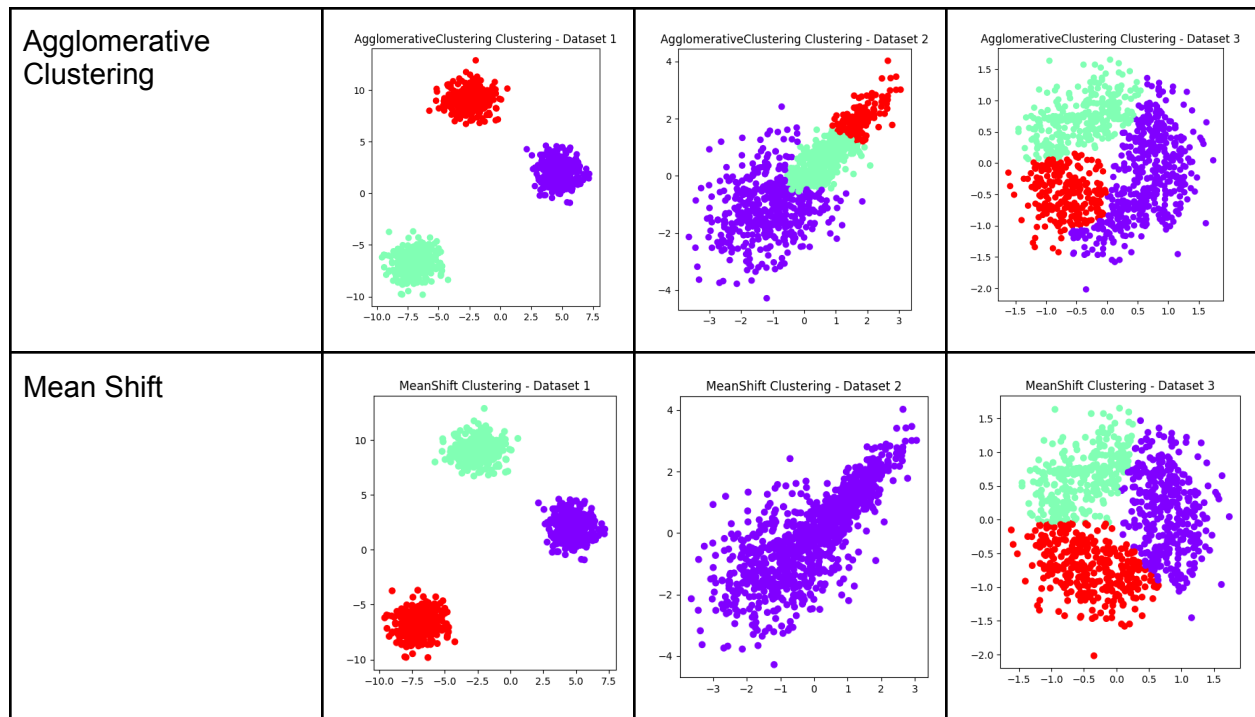 Agglomerative
Clustering
AgglomerativeClustering Clustering - Dataset 1
10
5
0
−5
−10
−10.0 −7.5 −5.0 −2.5 0.0 2.5 5.0 7.5
AgglomerativeClustering Clustering - Dataset 2
4
2
0
−2
−4
−3 −2 −1 0 1 2 3
AgglomerativeClustering Clustering - Dataset 3
1.5
1.0
0.5
0.0
−0.5
−1.0
−1.5
−2.0
−1.5 −1.0 −0.5 0.0 0.5 1.0 1.5
Mean Shift
MeanShift Clustering - Dataset 1
10
5
0
−5
−10
−10.0 −7.5 −5.0 −2.5 0.0 2.5 5.0 7.5
MeanShift Clustering - Dataset 2
4
2
0
−2
−4
−3 −2 −1 0 1 2 3
MeanShift Clustering - Dataset 3
1.5
1.0
0.5
0.0
−0.5
−1.0
−1.5
−2.0
−1.5 −1.0 −0.5 0.0 0.5 1.0 1.5